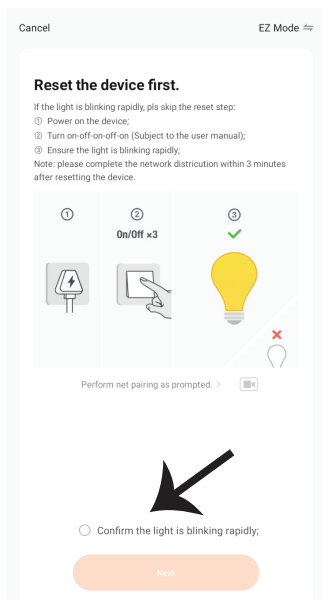 Cancel
EZ Mode
Reset the device first.
If the light is blinking rapidly, pls skip the reset step:
① Power on the device;
② Turn on-off-on-off-on (Subject to the user manual);
③ Ensure the light is blinking rapidly;
Note: please complete the network districution within 3 minutes
after resetting the device.
①
②
③
On/Off ×3
Perform net pairing as prompted. >
Confirm the light is blinking rapidly;
Next